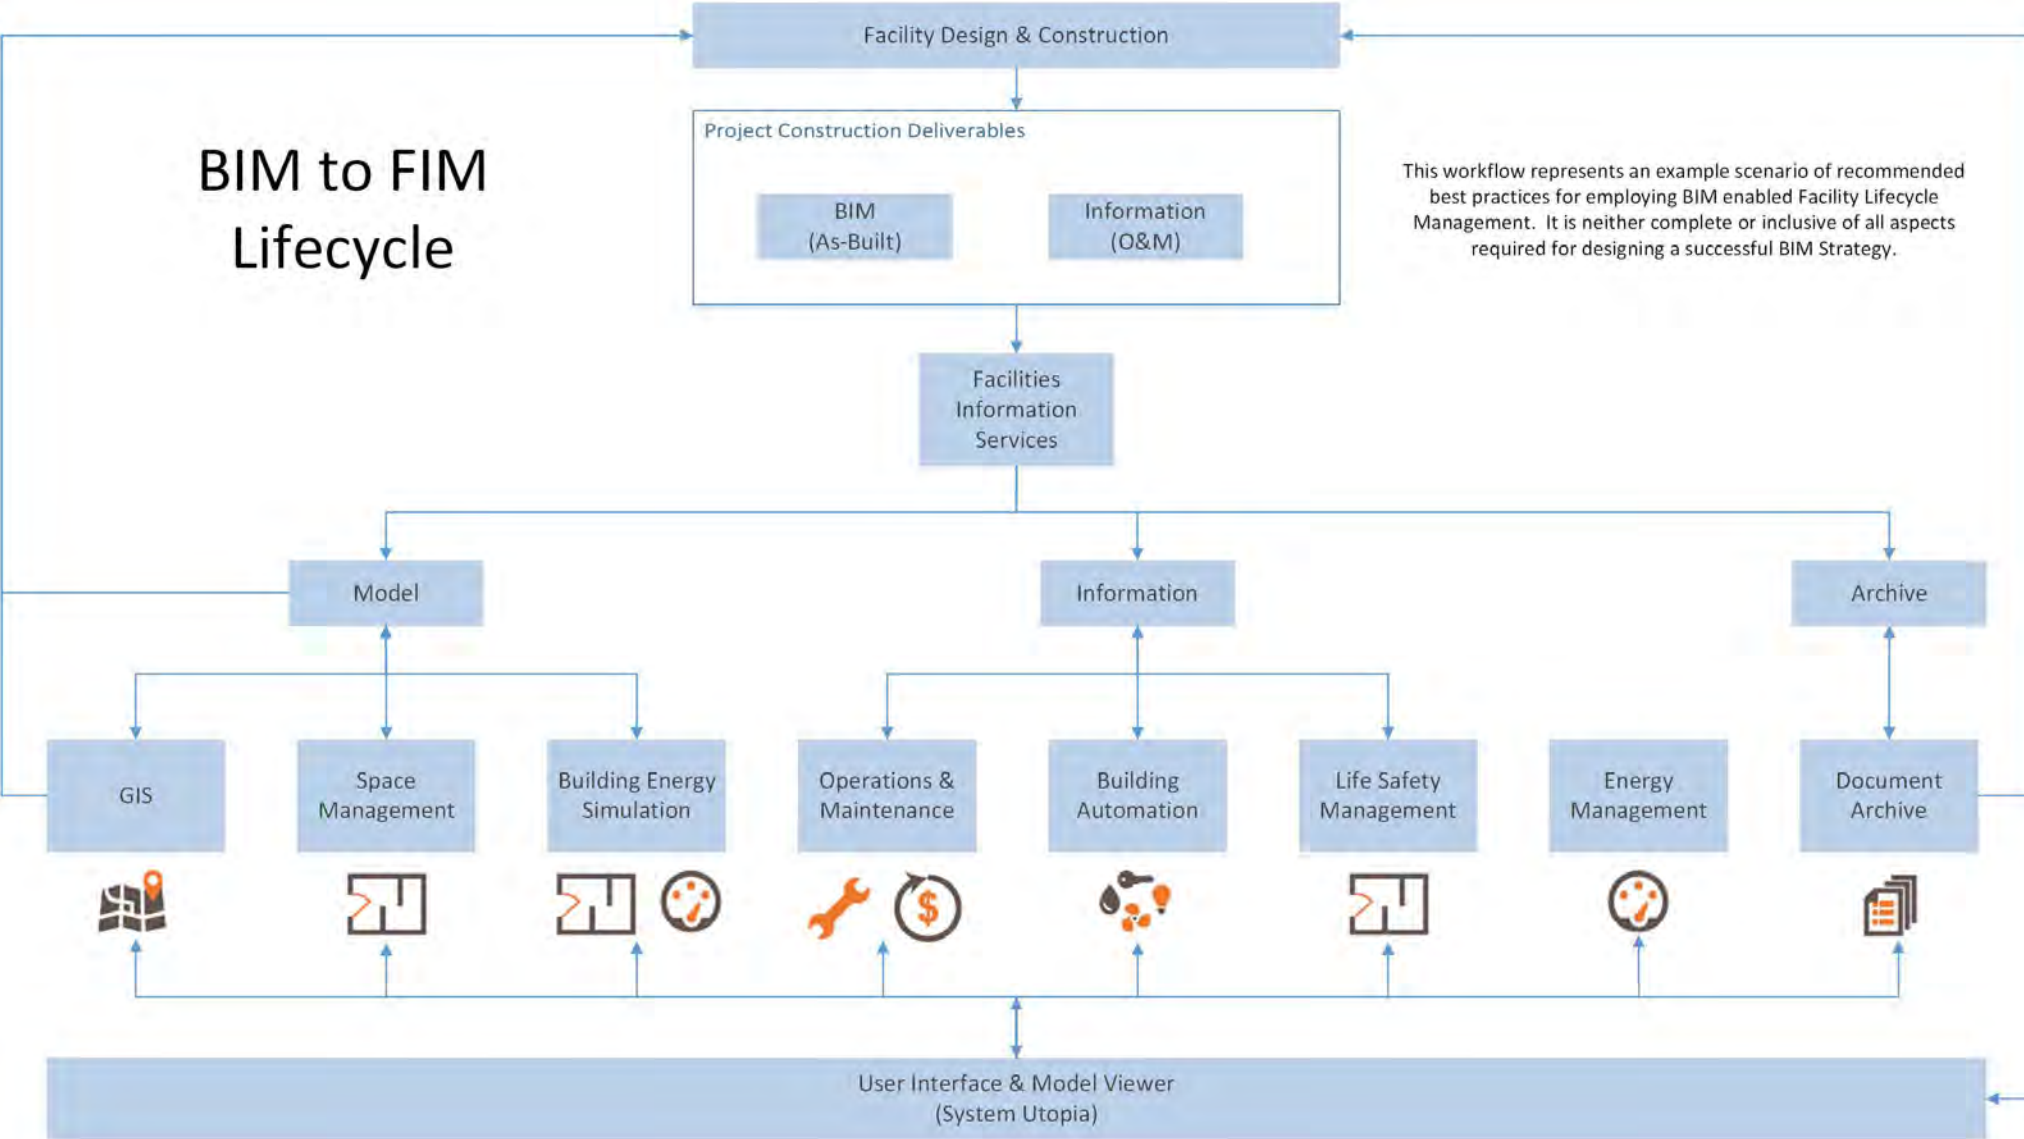 Facility Design & Construction
BIM to FIM
Lifecycle
Project Construction Deliverables
BIM
(As-Built)
Information
(O&M)
This workflow represents an example scenario of recommended
best practices for employing BIM enabled Facility Lifecycle
Management. It is neither complete or inclusive of all aspects
required for designing a successful BIM Strategy.
Facilities
Information
Services
Model
Information
Archive
GIS
Space
Management
Building Energy
Simulation
Operations &
Maintenance
Building
Automation
Life Safety
Management
Energy
Management
Document
Archive
$
User Interface & Model Viewer
(System Utopia)